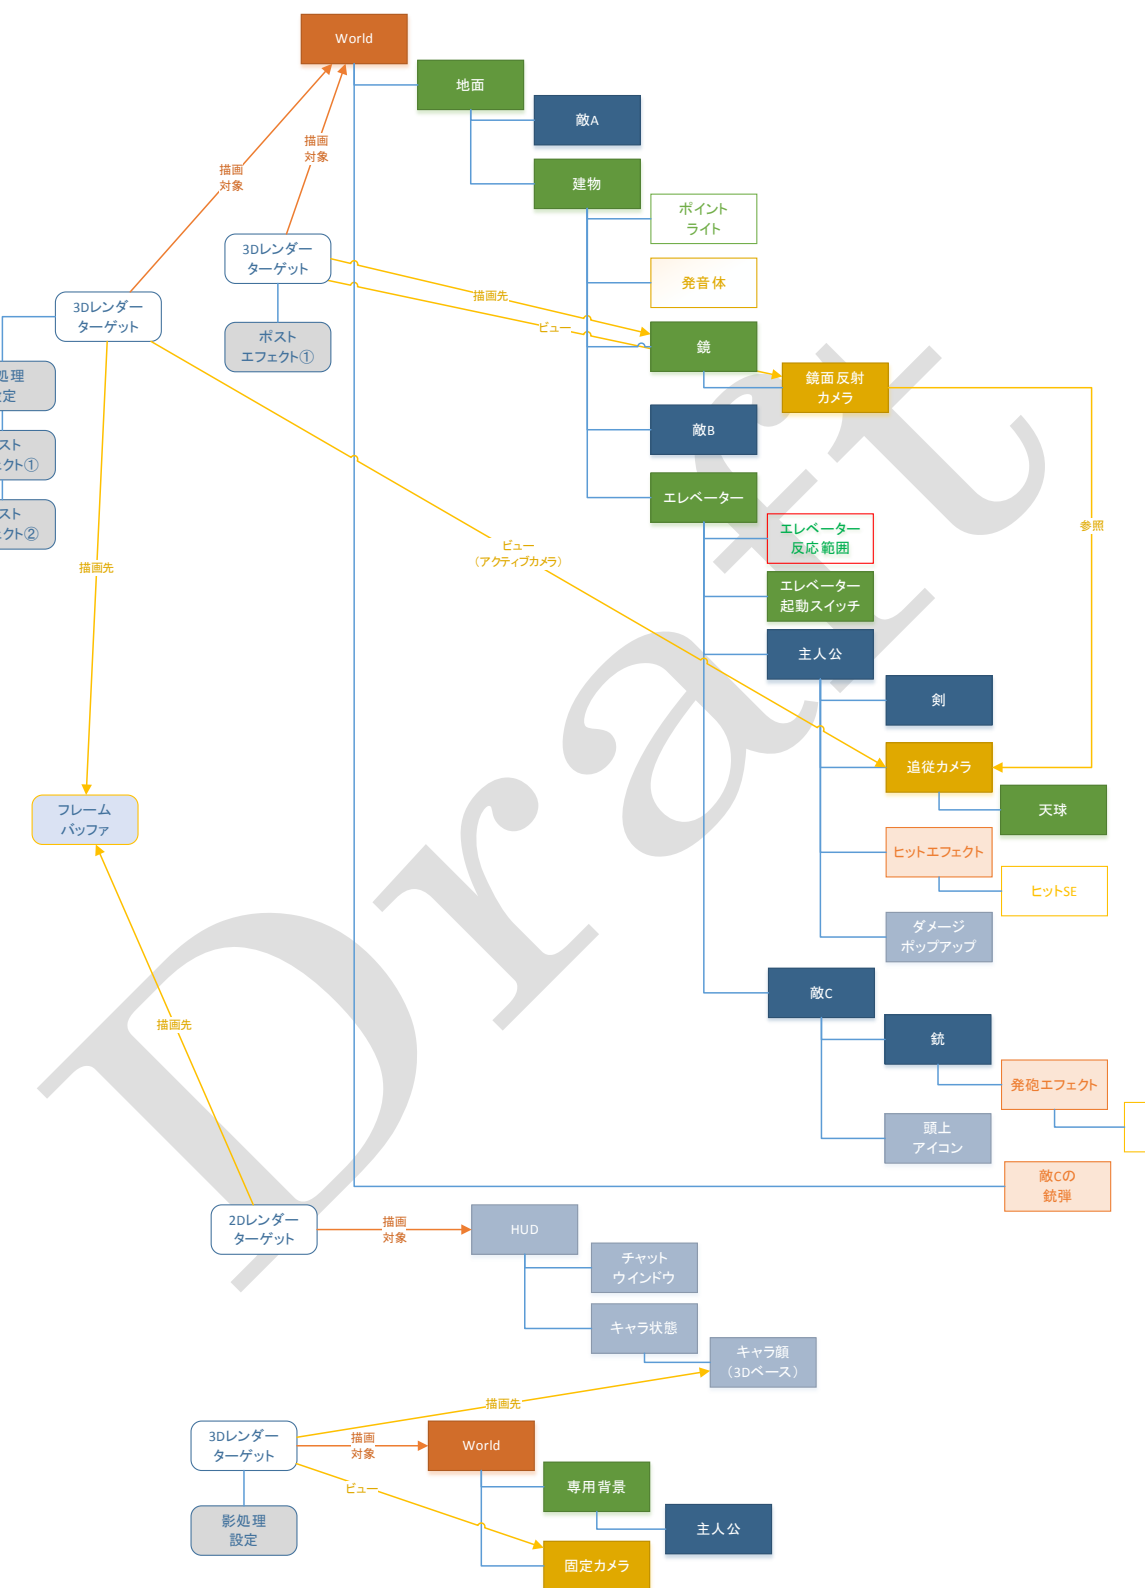 World
地面
敵A
描画
対象
描画
対象
建物
ポイント
ライト
3Dレンダー
ターゲット
発音体
描画先
3Dレンダー
ターゲット
ビュー
ポスト
エフェクト①
鏡
鏡面反射
カメラ
処理
定
敵B
スト
ェクト①
エレベーター
スト
ェクト②
エレベーター
反応範囲
参照
ビュー
(アクティブカメラ)
描画先
エレベーター
起動スイッチ
主人公
剣
追従カメラ
天球
フレーム
バッファ
ヒットエフェクト
ヒットSE
ダメージ
ポップアップ
敵C
描画先
銃
発砲エフェクト
頭上
アイコン
敵Cの
銃弾
2Dレンダー
ターゲット
描画
対象
HUD
チャット
ウインドウ
キャラ状態
キャラ顔
(3Dベース)
描画先
3Dレンダー
ターゲット
描画
対象
World
ビュー
専用背景
影処理
設定
主人公
固定カメラ
Draft